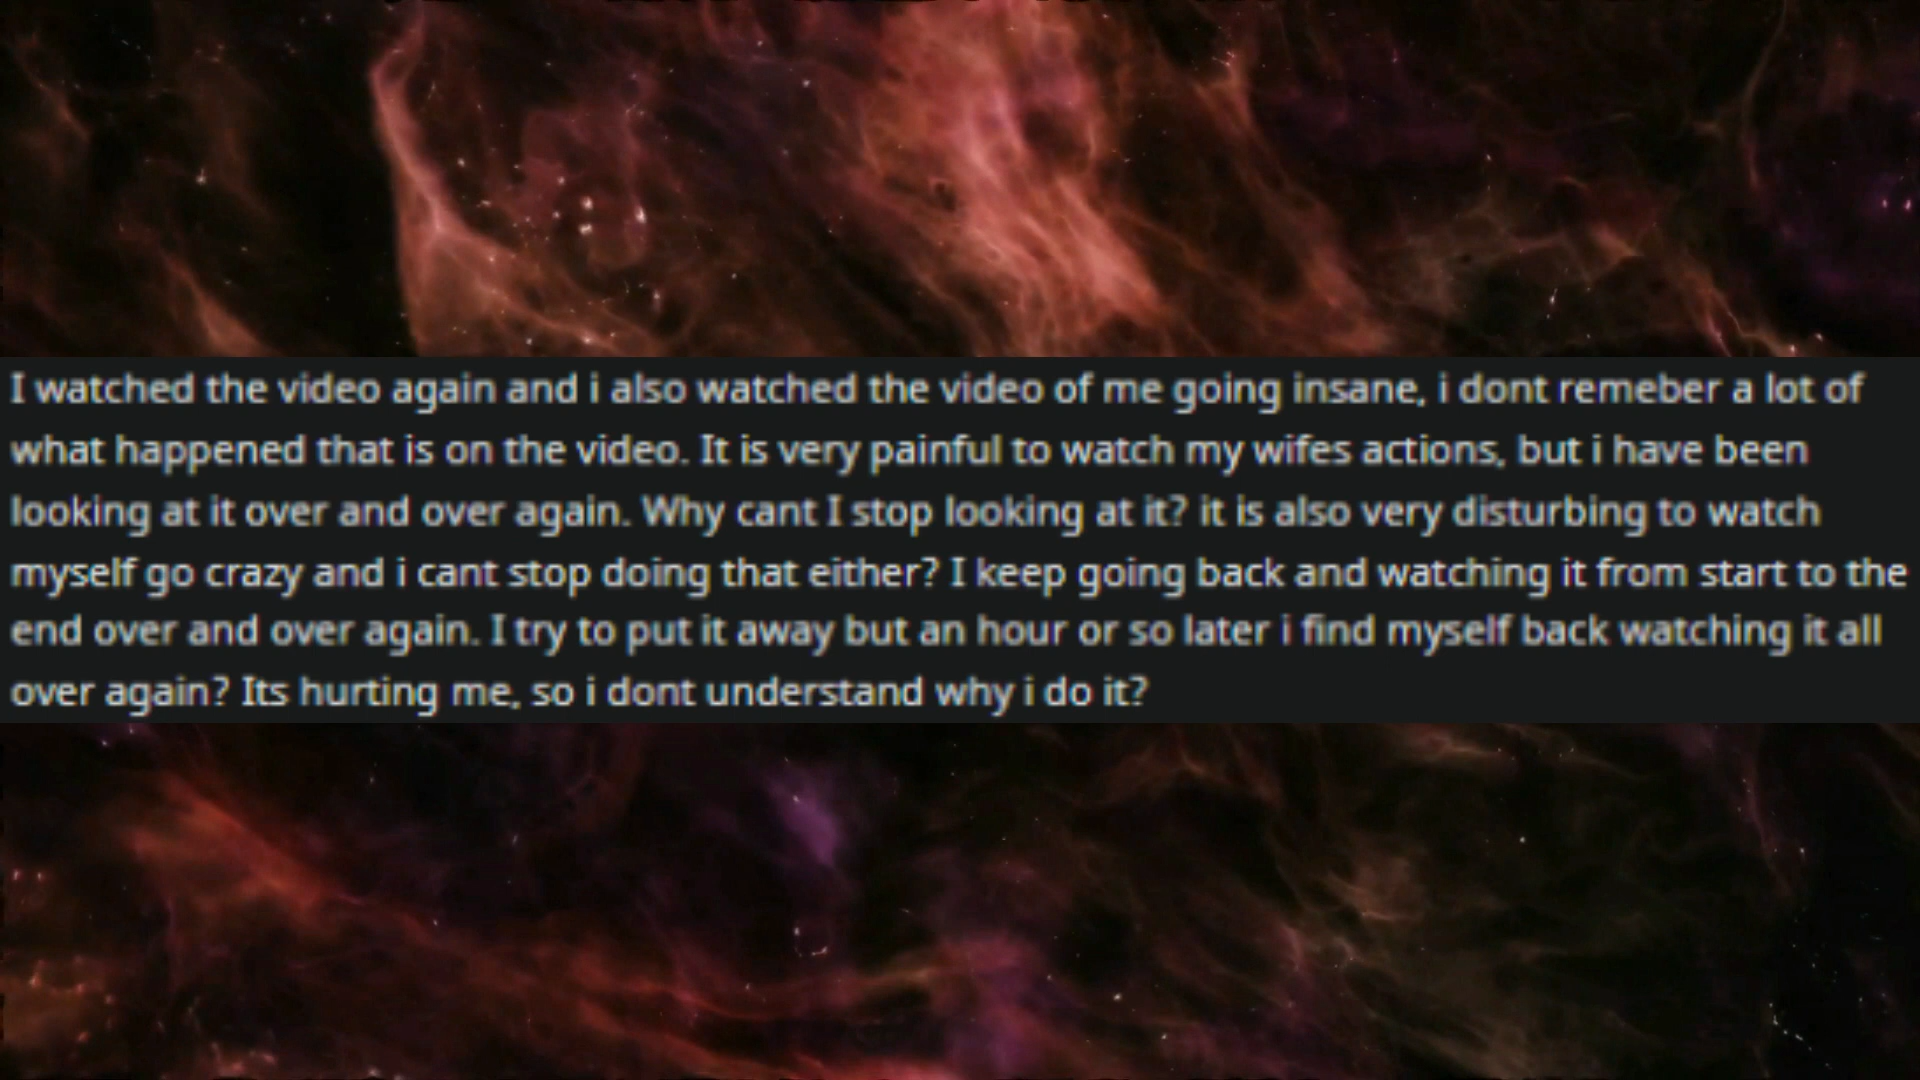 I watched the video again and i also watched the video of me going insane, i dont remeber a lot of
what happened that is on the video. It is very painful to watch my wifes actions, but i have been
looking at it over and over again. Why cant I stop looking at it? it is also very disturbing to watch
myself go crazy and i cant stop doing that either? I keep going back and watching it from start to the
end over and over again. I try to put it away but an hour or so later i find myself back watching it all
over again? Its hurting me, so i dont understand why i do it?